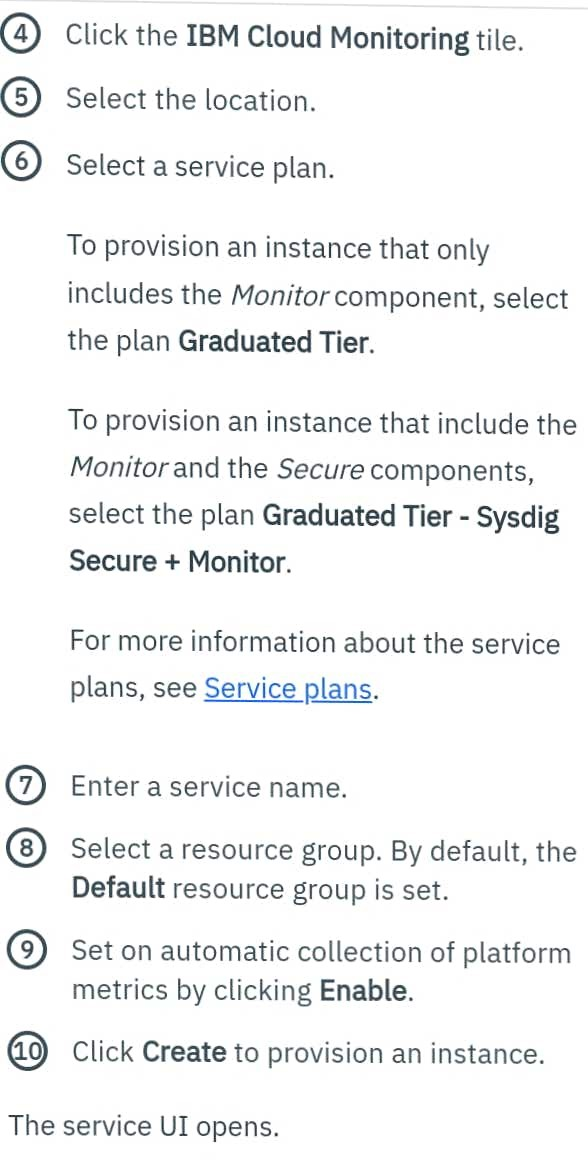 4 Click the IBM Cloud Monitoring tile.
5 Select the location.
6 Select a service plan.
To provision an instance that only
includes the Monitor component, select
the plan Graduated Tier.
To provision an instance that include the
Monitor and the Secure components,
select the plan Graduated Tier - Sysdig
Secure + Monitor.
For more information about the service
plans, see Service plans.
7 Enter a service name.
8 Select a resource group. By default, the
Default resource group is set.
9 Set on automatic collection of platform
metrics by clicking Enable.
10 Click Create to provision an instance.
The service UI opens.